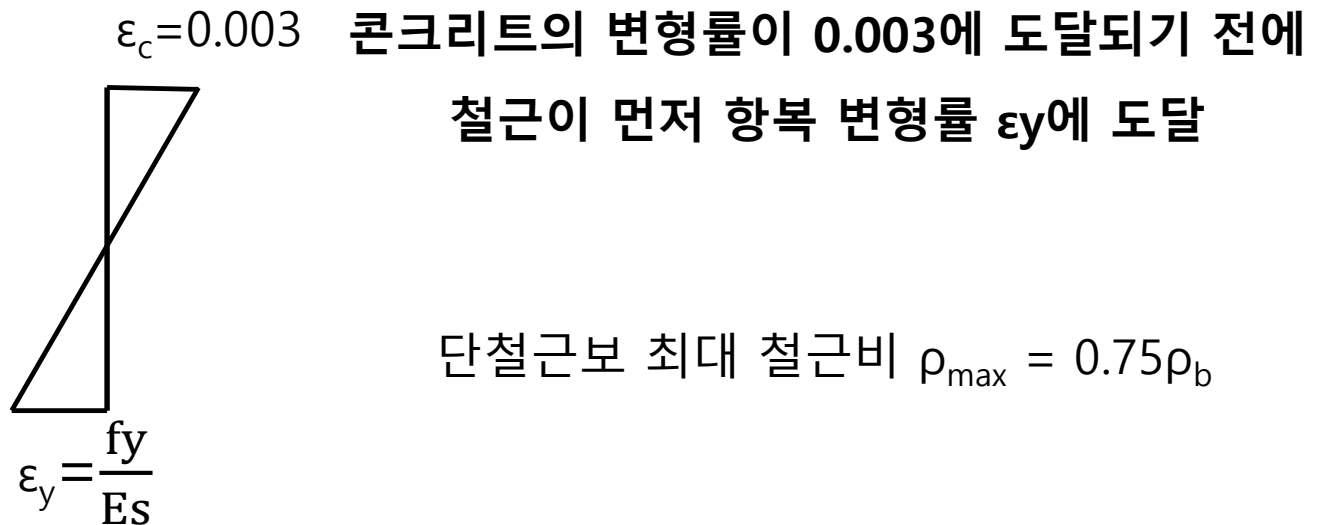 εc=0.003 콘크리트의 변형률이 0.003에 도달되기 전에
철근이 먼저 항복 변형률 εy에 도달
단철근보 최대 철근비 ρmax = 0.75ρb
εy=fy/Es